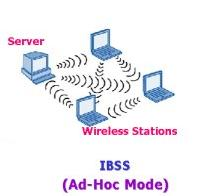 Server
Wireless Stations
IBSS
(Ad-Hoc Mode)